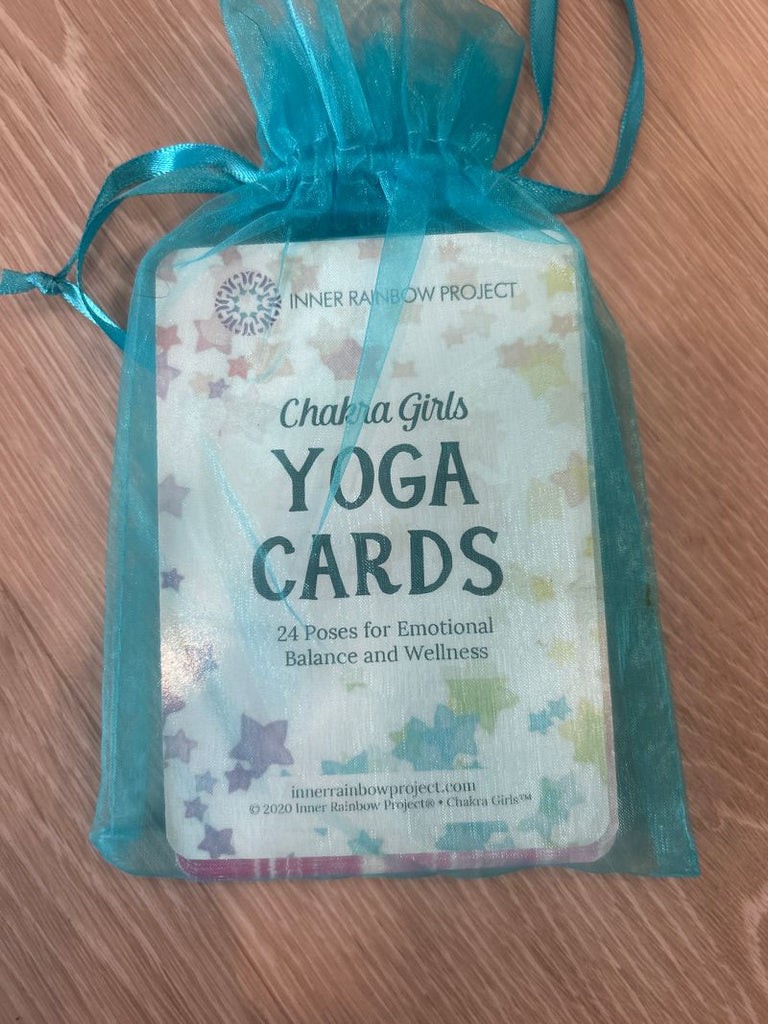 INNER RAINBOW PROJECT
Chakra Girls
YOGA
CARDS
24 Poses for Emotional
Balance and Wellness
innerrainbowproject.com
© 2020 Inner Rainbow Project® • Chakra Girls™